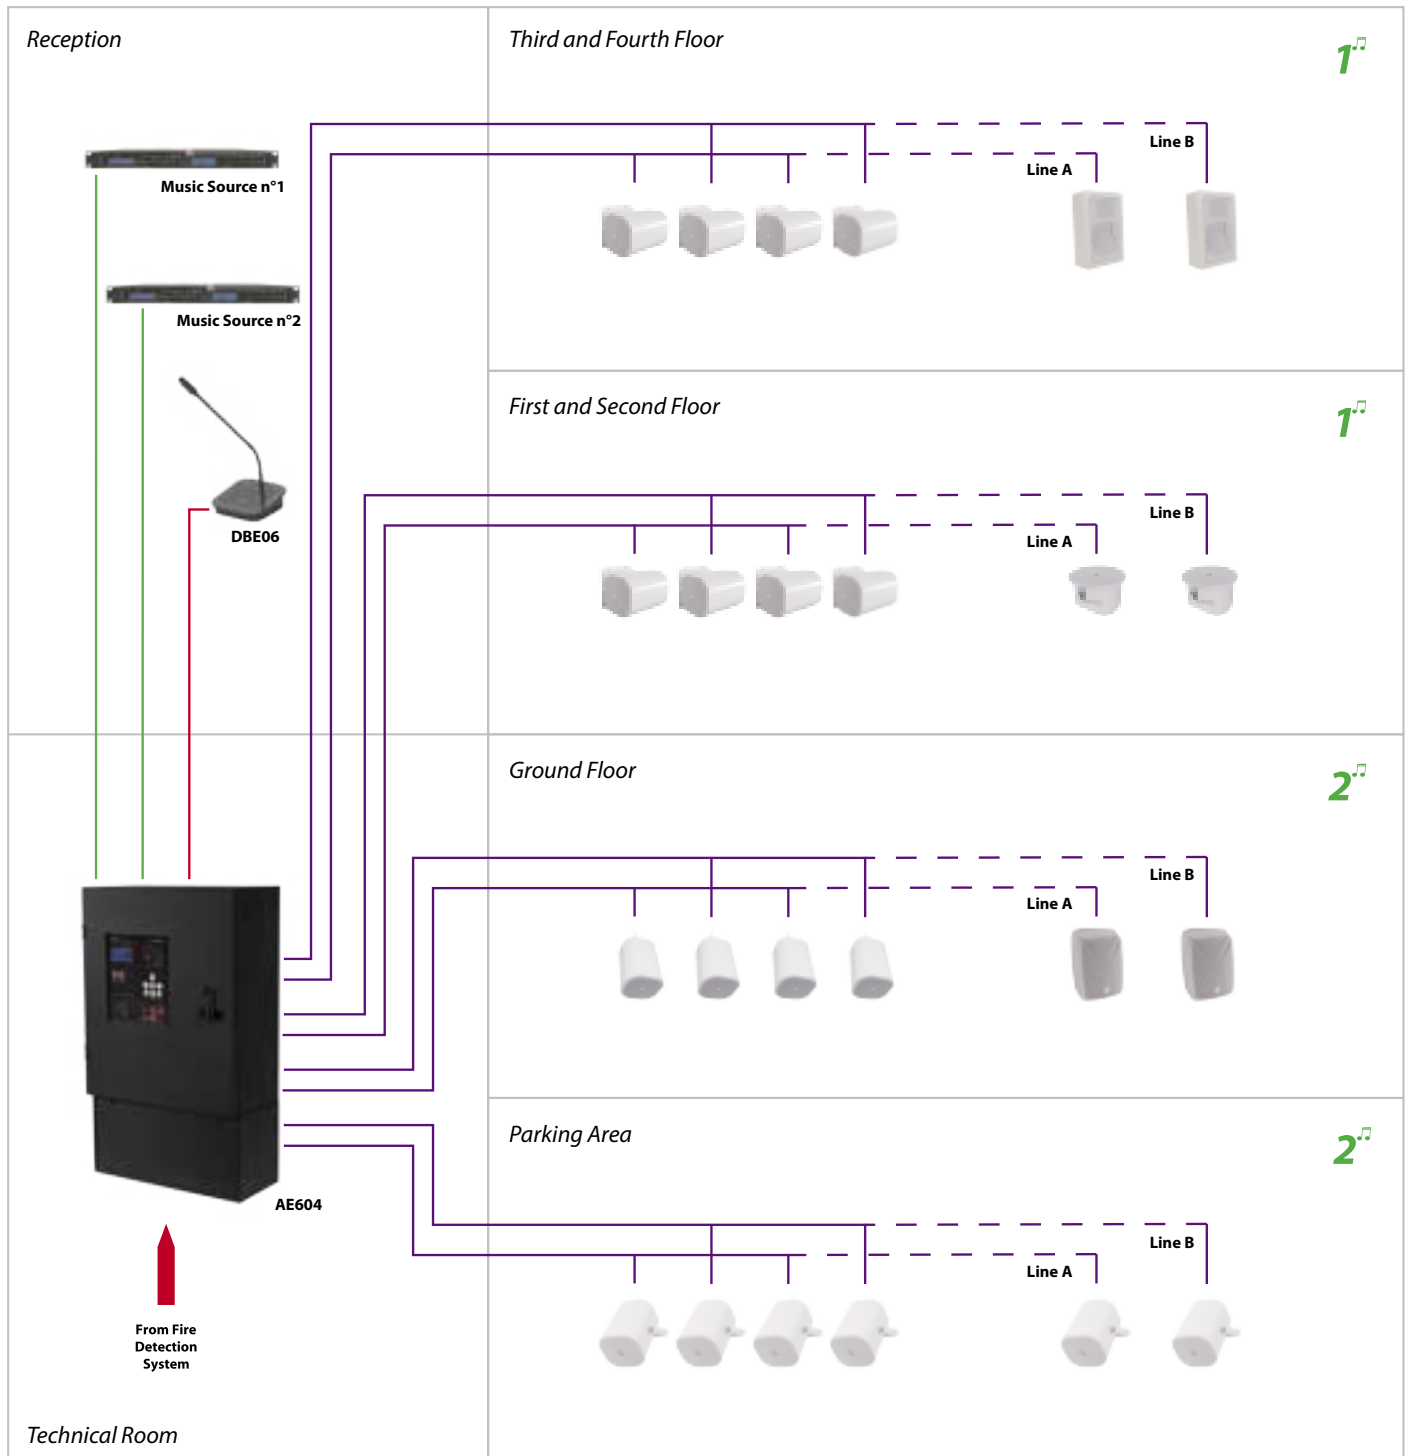 Reception
Music Source n°1
Music Source n°2
DBE06
AE604
From Fire
Detection
System
Technical Room
Third and Fourth Floor
1
Line B
Line A
First and Second Floor
1
Line B
Line A
Ground Floor
2
Line B
Line A
Parking Area
2
Line B
Line A